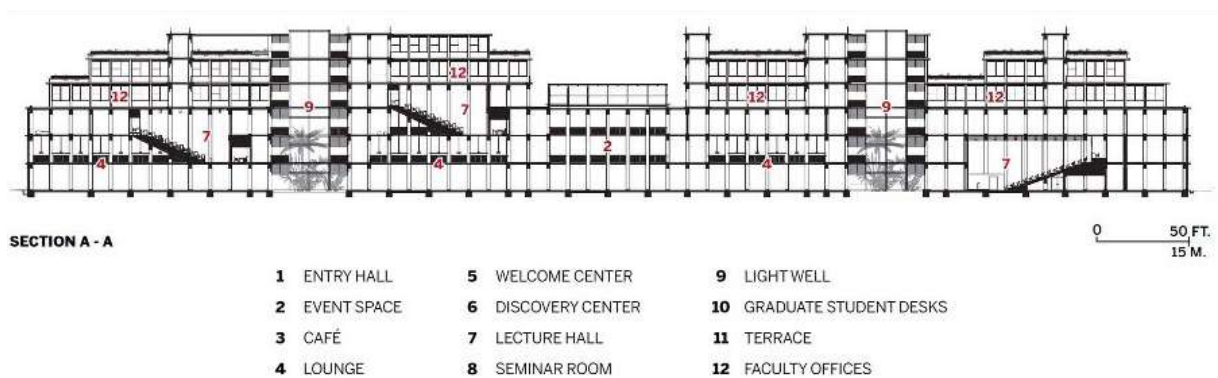 12
12
7
9
7
4
4
2
12
9
12
4
7
SECTION A - A
0 50 FT.
15 M.
1 ENTRY HALL
2 EVENT SPACE
3 CAFÉ
4 LOUNGE
5 WELCOME CENTER
6 DISCOVERY CENTER
7 LECTURE HALL
8 SEMINAR ROOM
9 LIGHT WELL
10 GRADUATE STUDENT DESKS
11 TERRACE
12 FACULTY OFFICES